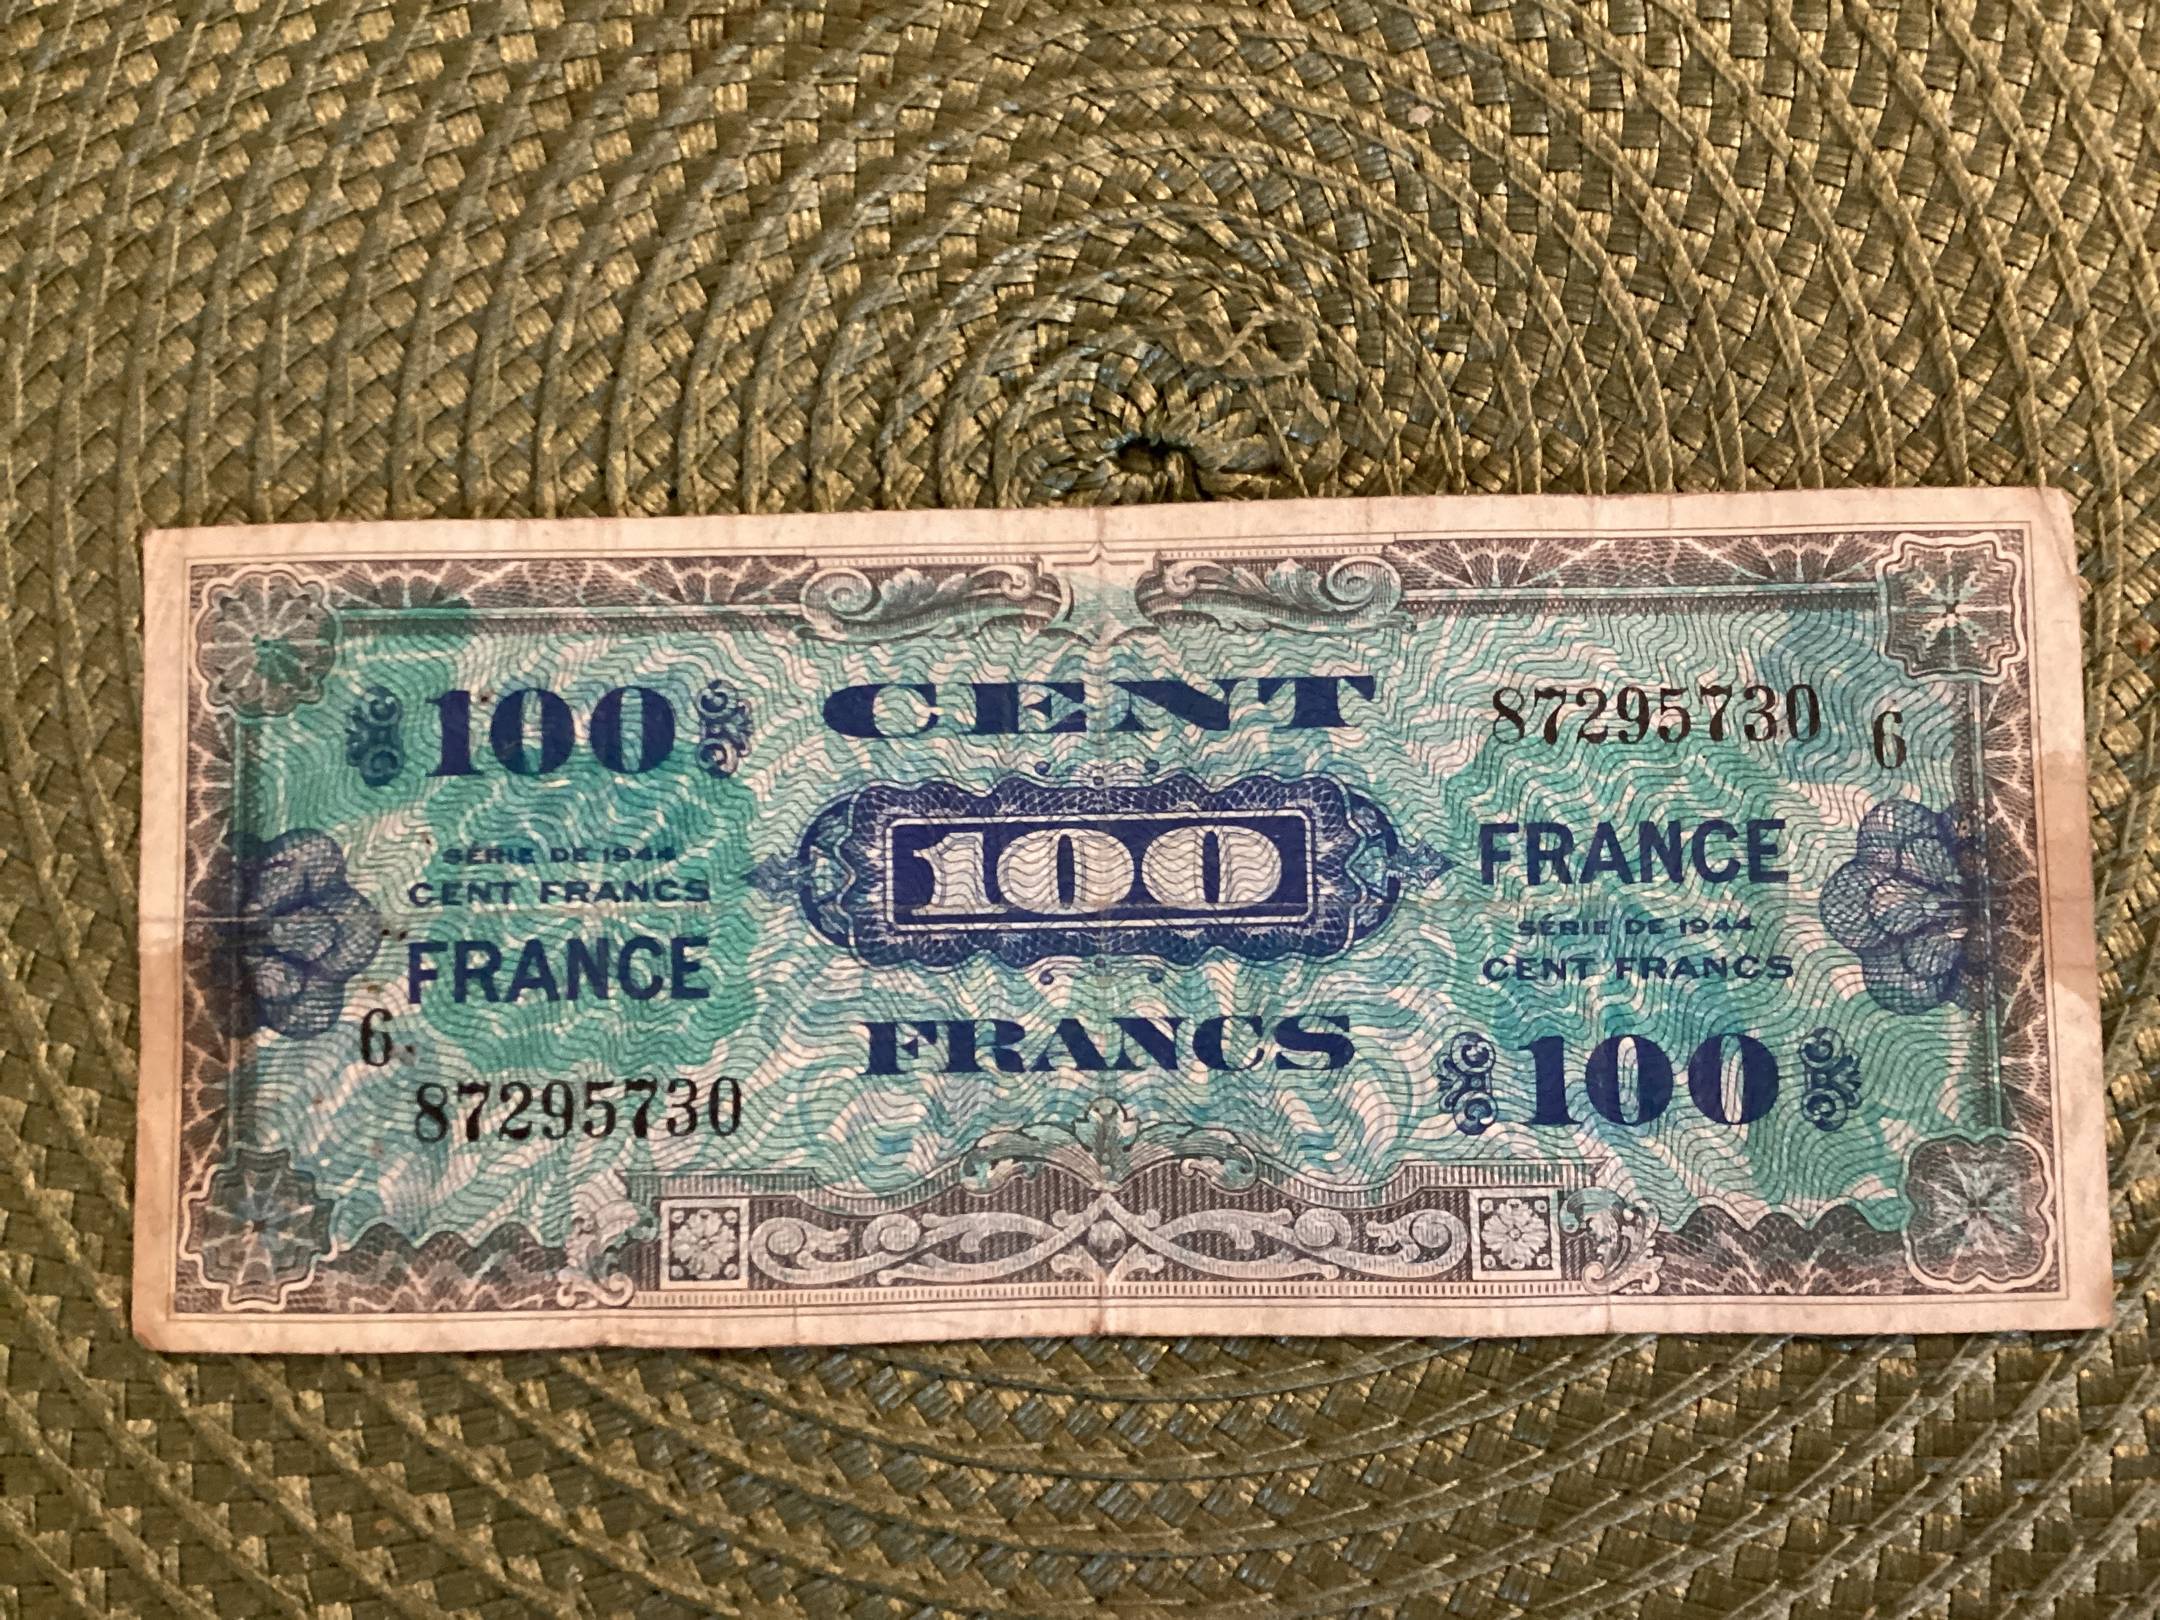 100 CENT 87295730 6
SÉRIE DE 1944
CENT FRANCS
FRANCE
100
FRANCE
SÉRIE DE 1944
CENT FRANCS
6
87295730
FRANCS
100